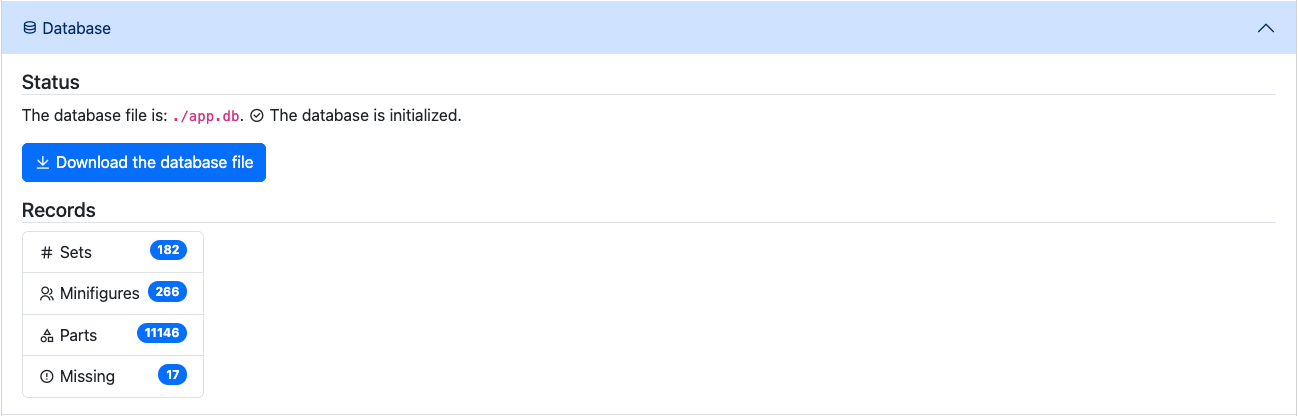 Database
Status
The database file is: ./app.db. The database is initialized.
Download the database file
Records
# Sets 182
Minifigures 266
Parts 11146
Missing 17